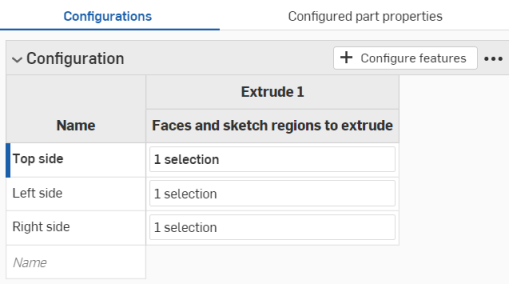 Configurations
Configured part properties
Configuration
+ Configure features
Extrude 1
Name
Faces and sketch regions to extrude
Top side
1 selection
Left side
1 selection
Right side
1 selection
Name